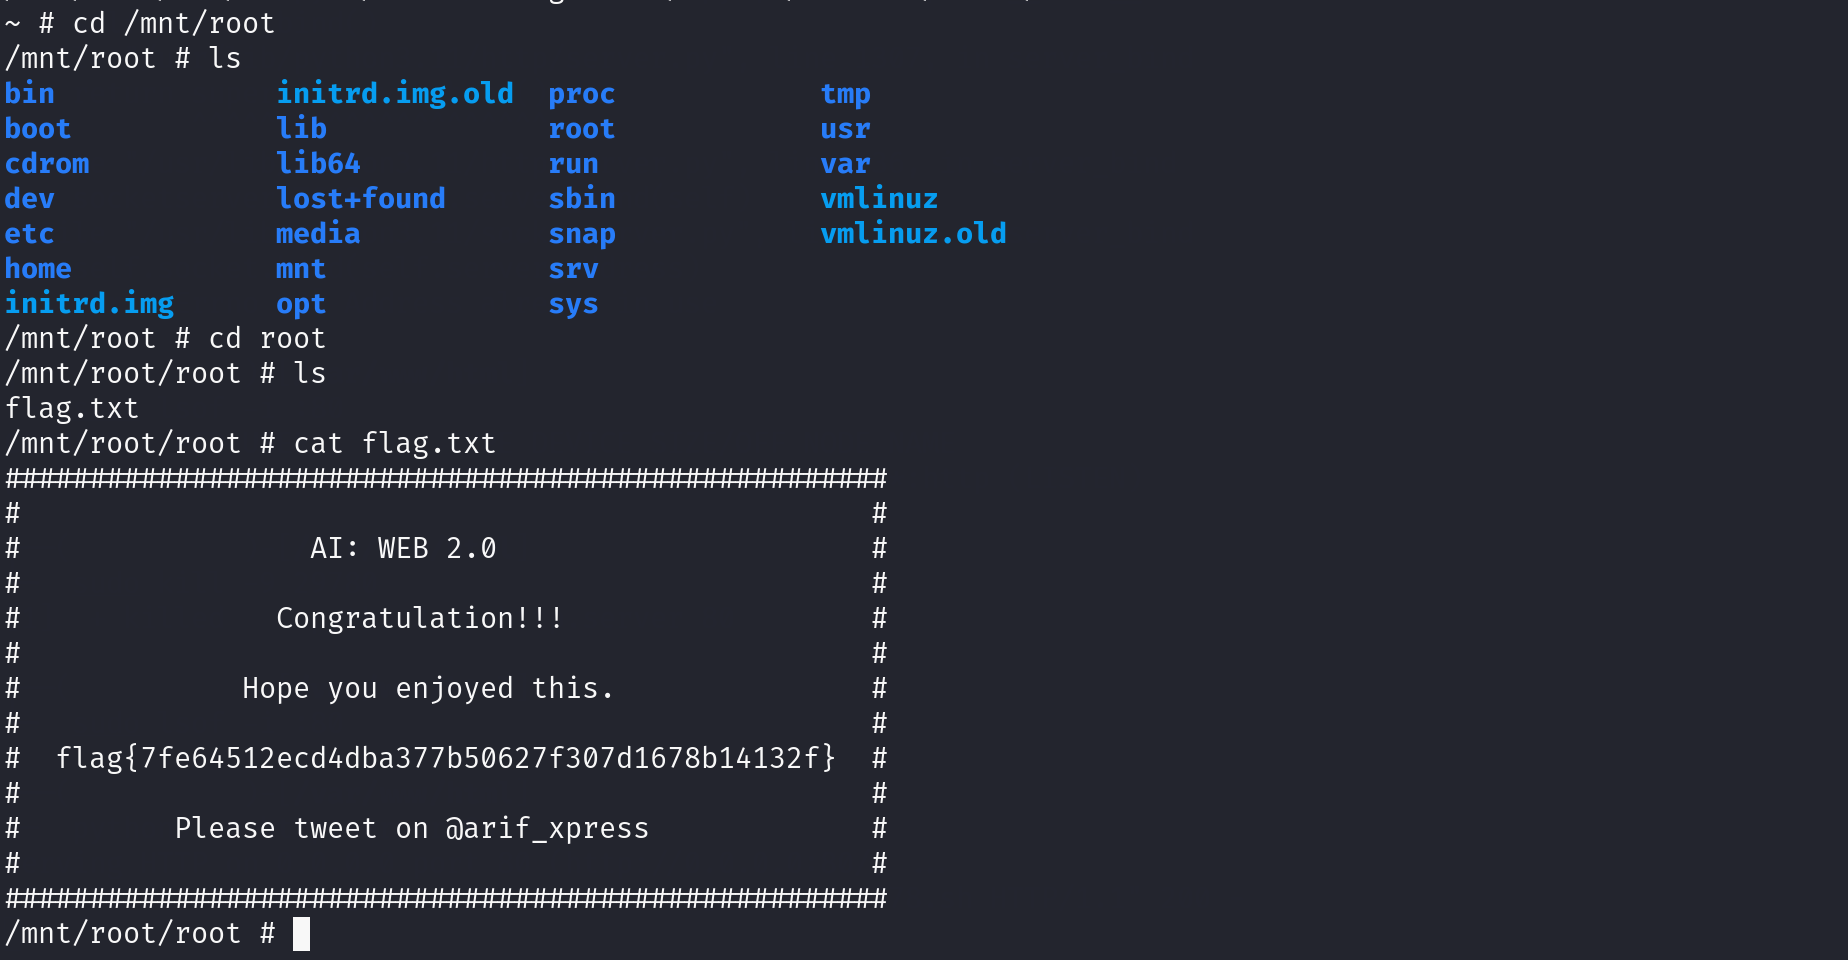 ~ # cd /mnt/root
/mnt/root # ls
bin             initrd.img.old  proc            tmp
boot            lib             root            usr
cdrom           lib64           run             var
dev             lost+found      sbin            vmlinuz
etc             media           snap            vmlinuz.old
home            mnt             srv
initrd.img      opt             sys
/mnt/root # cd root
/mnt/root/root # ls
flag.txt
/mnt/root/root # cat flag.txt
####################################################
#                                                  #
#                 AI: WEB 2.0                      #
#                                                  #
#               Congratulation!!!                  #
#                                                  #
#             Hope you enjoyed this.               #
#                                                  #
#  flag{7fe64512ecd4dba377b50627f307d1678b14132f}  #
#                                                  #
#         Please tweet on @arif_xpress             #
#                                                  #
####################################################
/mnt/root/root #